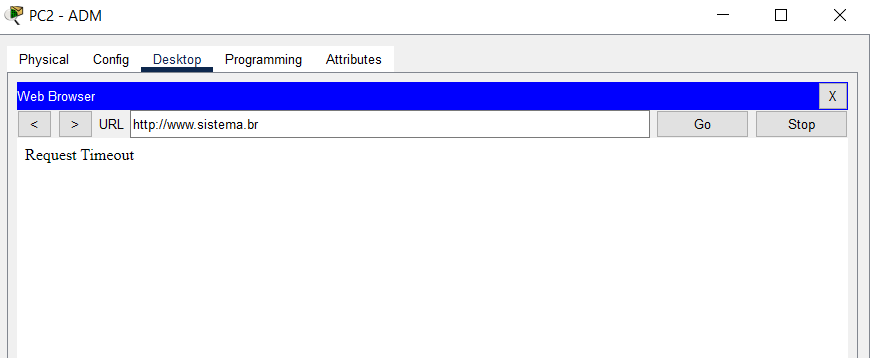 PC2 - ADM
Physical Config Desktop Programming Attributes
Web Browser X
< > URL http://www.sistema.br Go Stop
Request Timeout